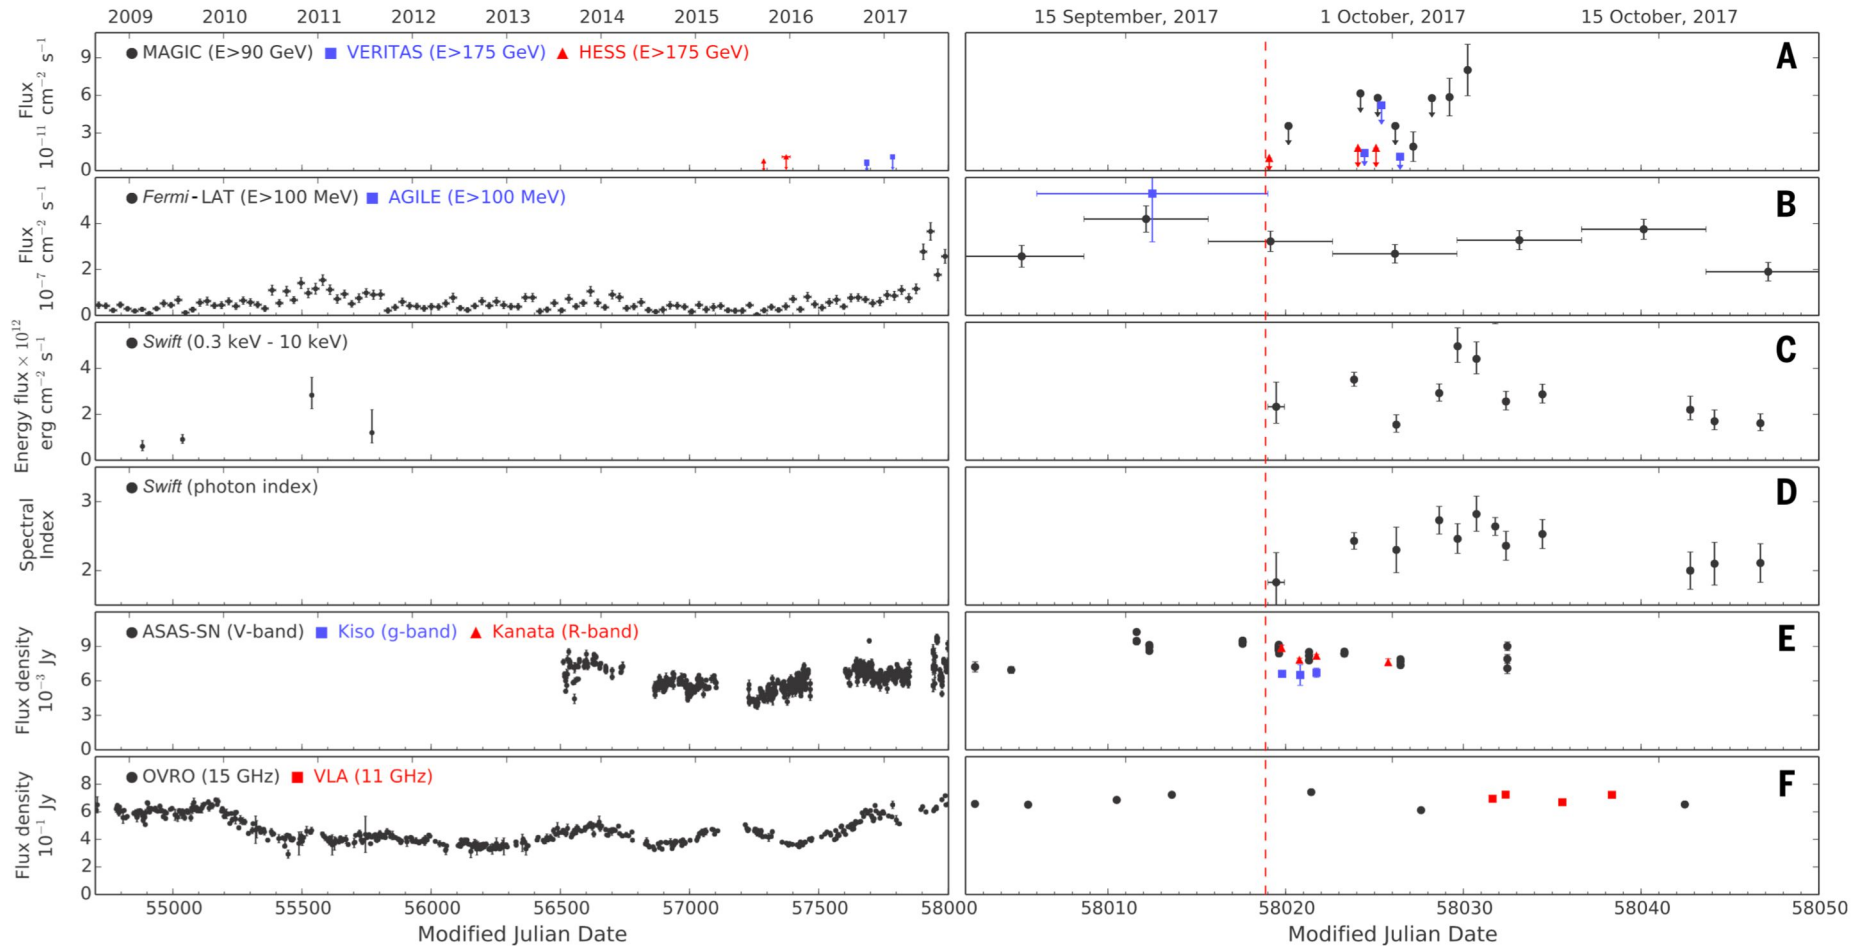 2009 2010 2011 2012 2013 2014 2015 2016 2017
15 September, 2017 1 October, 2017 15 October, 2017
Flux
10⁻¹¹ cm⁻² s⁻¹
9
6
3
0
MAGIC (E>90 GeV) VERITAS (E>175 GeV) HESS (E>175 GeV)
A
Flux
10⁻⁷ cm⁻² s⁻¹
4
2
0
Fermi-LAT (E>100 MeV) AGILE (E>100 MeV)
B
Energy flux × 10¹²
erg cm⁻² s⁻¹
4
2
0
Swift (0.3 keV - 10 keV)
C
Spectral
Index
3
2
Swift (photon index)
D
Flux density
10⁻³ Jy
9
6
3
0
ASAS-SN (V-band) Kiso (g-band) Kanata (R-band)
E
Flux density
10⁻¹ Jy
8
6
4
2
0
OVRO (15 GHz) VLA (11 GHz)
F
55000 55500 56000 56500 57000 57500 58000 58010 58020 58030 58040 58050
Modified Julian Date Modified Julian Date